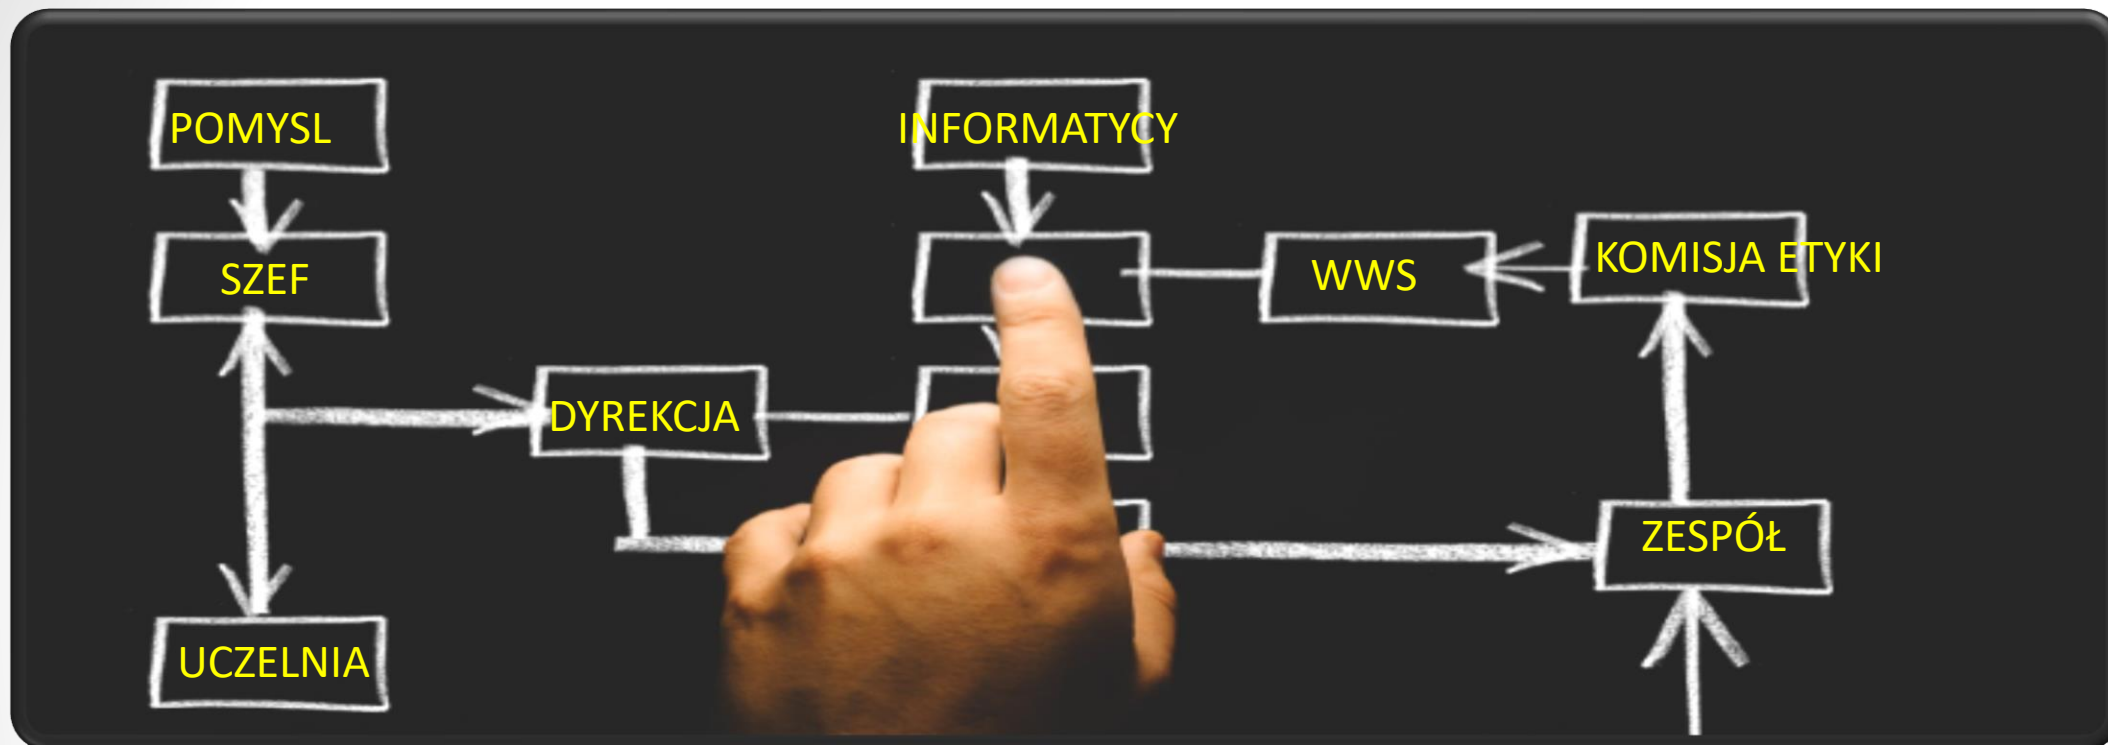 POMYSL
INFORMATYCY
SZEF
WWS
KOMISJA ETYKI
DYREKCJA
ZESPÓŁ
UCZELNIA